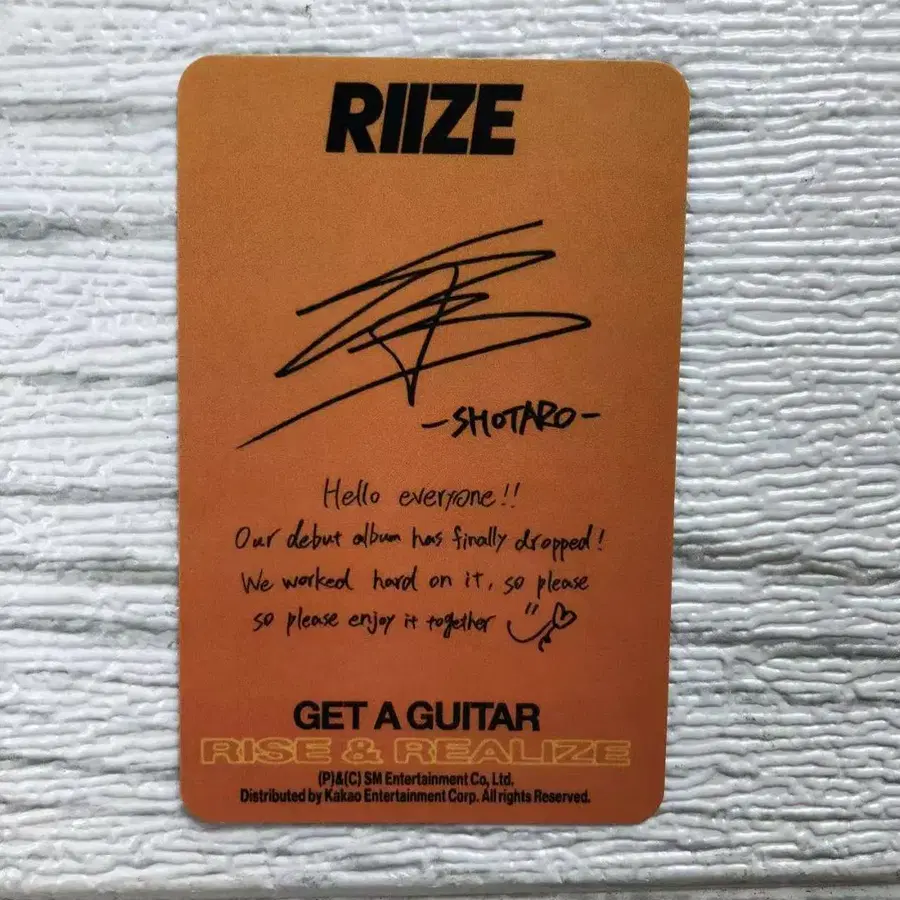 RIIZE
-SHOTARO-
Hello everyone!!
Our debut album has finally dropped!
We worked hard on it, so please
so please enjoy it together
GET A GUITAR
RISE & REALIZE
(P)&(C) SM Entertainment Co., Ltd.
Distributed by Kakao Entertainment Corp. All rights Reserved.